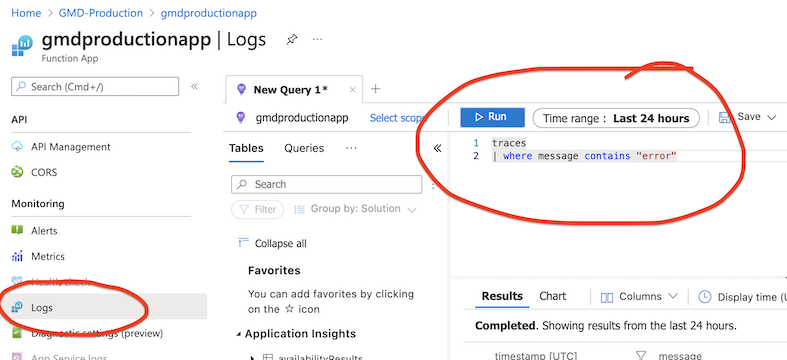 Home > GMD-Production > gmdproductionapp
gmdproductionapp | Logs
Function App
Search (Cmd+/)
API
API Management
CORS
Monitoring
Alerts
Metrics
Health check
Logs
Diagnostic settings (preview)
App Service logs
New Query 1*
gmdproductionapp
Select scope
Run
Time range : Last 24 hours
Save
Tables
Queries
Search
Filter
Group by: Solution
Collapse all
Favorites
You can add favorites by clicking
on the ☆ icon
Application Insights
availabilityResults
1 traces
2 | where message contains "error"
Results
Chart
Columns
Display time (U
Completed. Showing results from the last 24 hours.
timestamp [UTC]
message